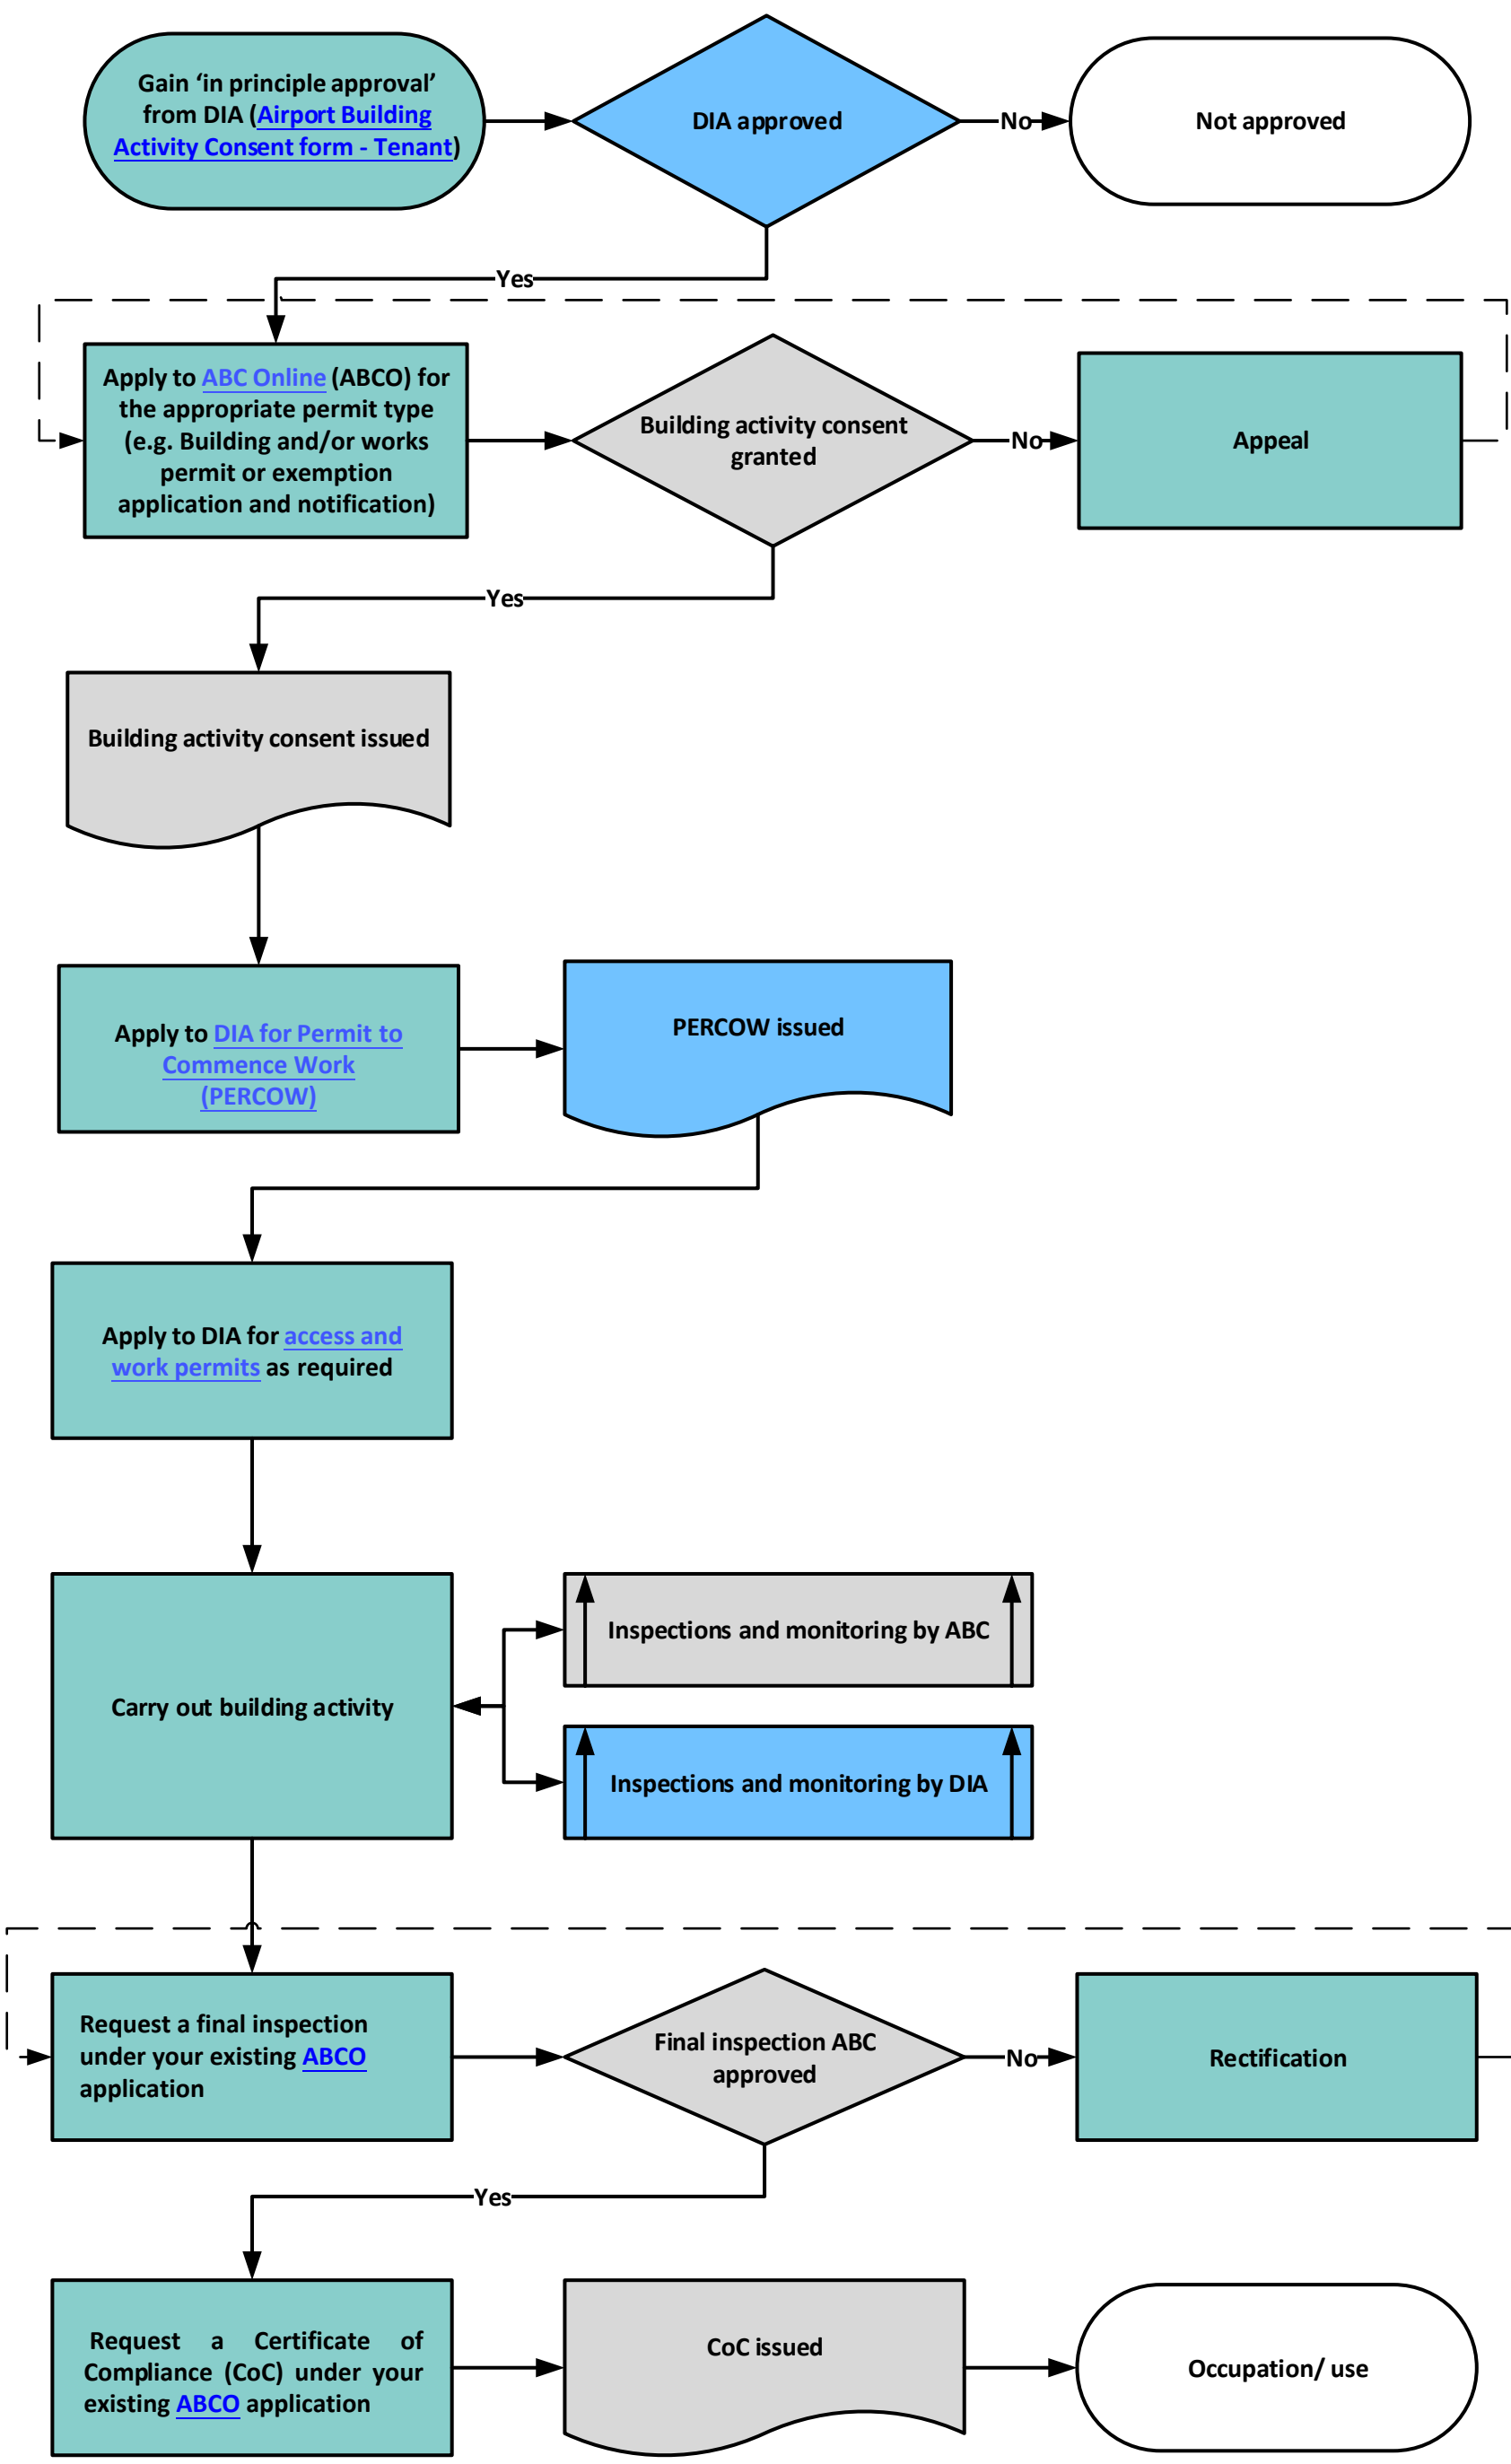 Gain ‘in principle approval’
from DIA (Airport Building
Activity Consent form - Tenant)
DIA approved
No
Not approved
Yes
Apply to ABC Online (ABCO) for
the appropriate permit type
(e.g. Building and/or works
permit or exemption
application and notification)
Building activity consent
granted
No
Appeal
Yes
Building activity consent issued
Apply to DIA for Permit to
Commence Work
(PERCOW)
PERCOW issued
Apply to DIA for access and
work permits as required
Carry out building activity
Inspections and monitoring by ABC
Inspections and monitoring by DIA
Request a final inspection
under your existing ABCO
application
Final inspection ABC
approved
No
Rectification
Yes
Request a Certificate of
Compliance (CoC) under your
existing ABCO application
CoC issued
Occupation/ use